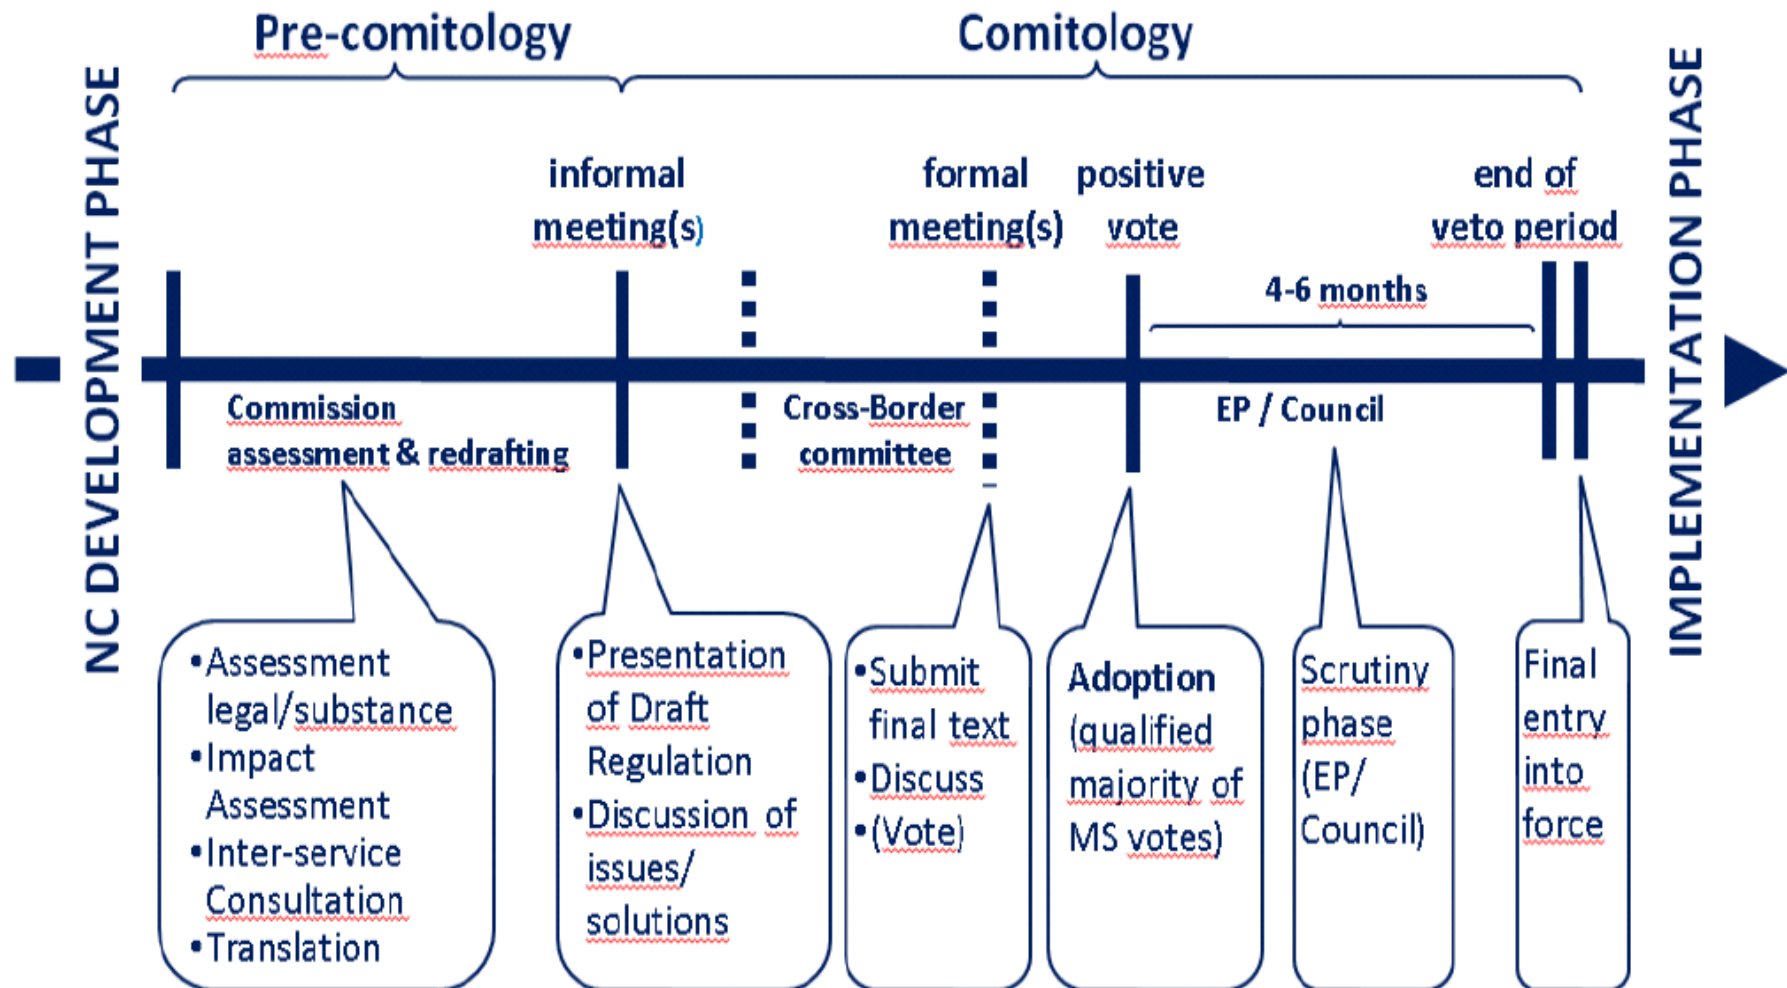 Pre-comitology
Comitology
NC DEVELOPMENT PHASE
informal
meeting(s)
formal
meeting(s)
positive
vote
end of
veto period
4-6 months
IMPLEMENTATION PHASE
Commission
assessment & redrafting
Cross-Border
committee
EP / Council
•Assessment
legal/substance
•Impact
Assessment
•Inter-service
Consultation
•Translation
•Presentation
of Draft
Regulation
•Discussion of
issues/
solutions
•Submit
final text
•Discuss
•(Vote)
Adoption
(qualified
majority of
MS votes)
Scrutiny
phase
(EP/
Council)
Final
entry
into
force